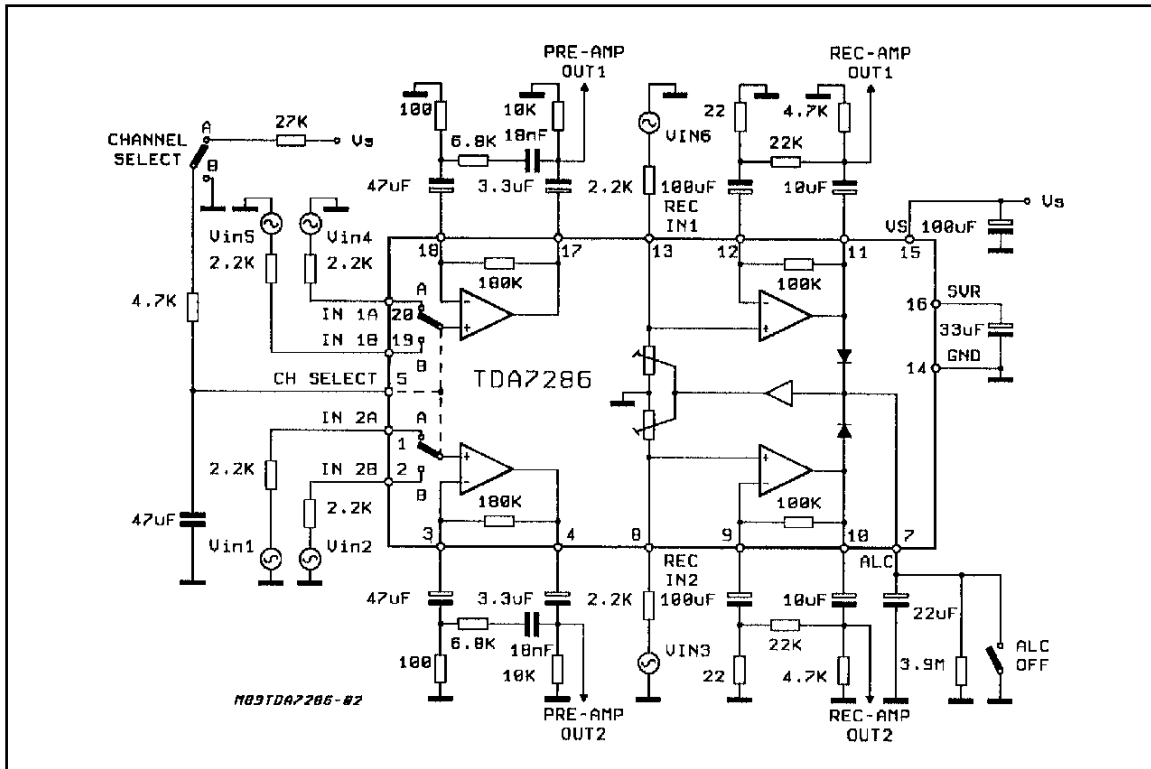 PRE-AMP
OUT1
REC-AMP
OUT1
100
10K
22
4.7K
27K
Vs
CHANNEL
SELECT
A
B
6.8K
18nF
VIN6
22K
47uF
3.3uF
2.2K
100uF
10uF
REC
IN1
VS
Vs
100uF
Vin5
Vin4
18
17
13
12
11
15
2.2K
2.2K
180K
100K
4.7K
A
IN 1A
20
SVR
16
33uF
IN 1B
19
B
GND
14
CH SELECT
5
TDA7286
IN 2A
A
1
2.2K
IN 2B
2
B
2.2K
180K
100K
47uF
Vin1
Vin2
3
4
8
9
10
7
REC
IN2
ALC
47uF
3.3uF
2.2K
100uF
10uF
22uF
6.8K
18nF
22K
3.9M
ALC
OFF
100
10K
VIN3
22
4.7K
M89TDA7286-02
PRE-AMP
OUT2
REC-AMP
OUT2